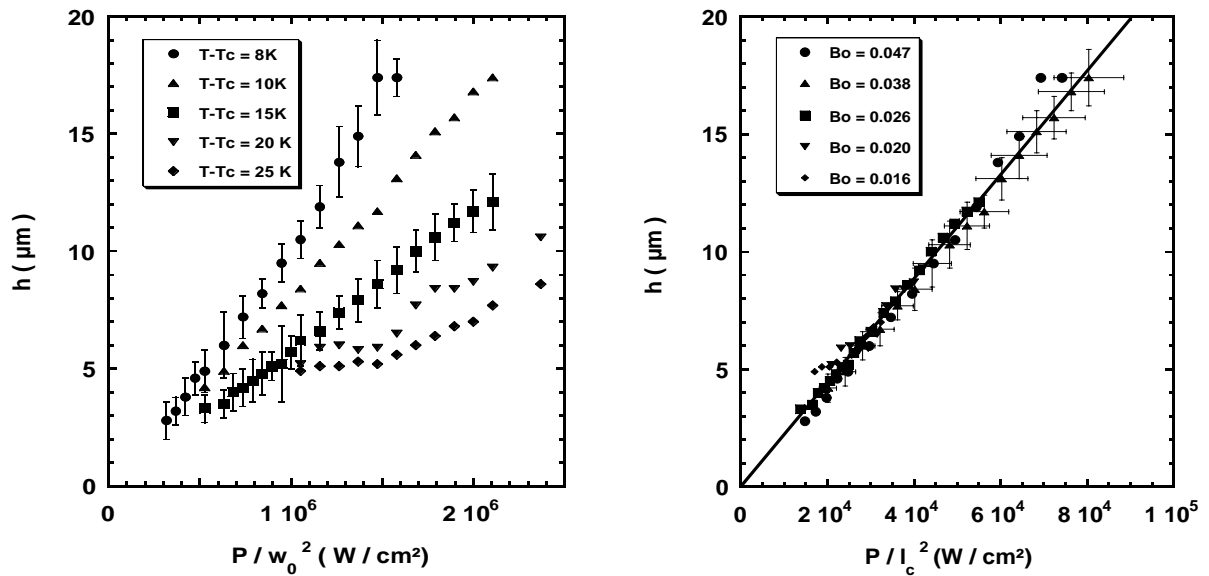 20
15
10
5
0
h ( µm)
T-Tc = 8K
T-Tc = 10K
T-Tc = 15K
T-Tc = 20 K
T-Tc = 25 K
0
1 10⁶
2 10⁶
P / w₀ ² ( W / cm²)
20
15
10
5
0
h ( µm)
Bo = 0.047
Bo = 0.038
Bo = 0.026
Bo = 0.020
Bo = 0.016
0
2 10⁴
4 10⁴
6 10⁴
8 10⁴
1 10⁵
P / l_c ² (W / cm²)